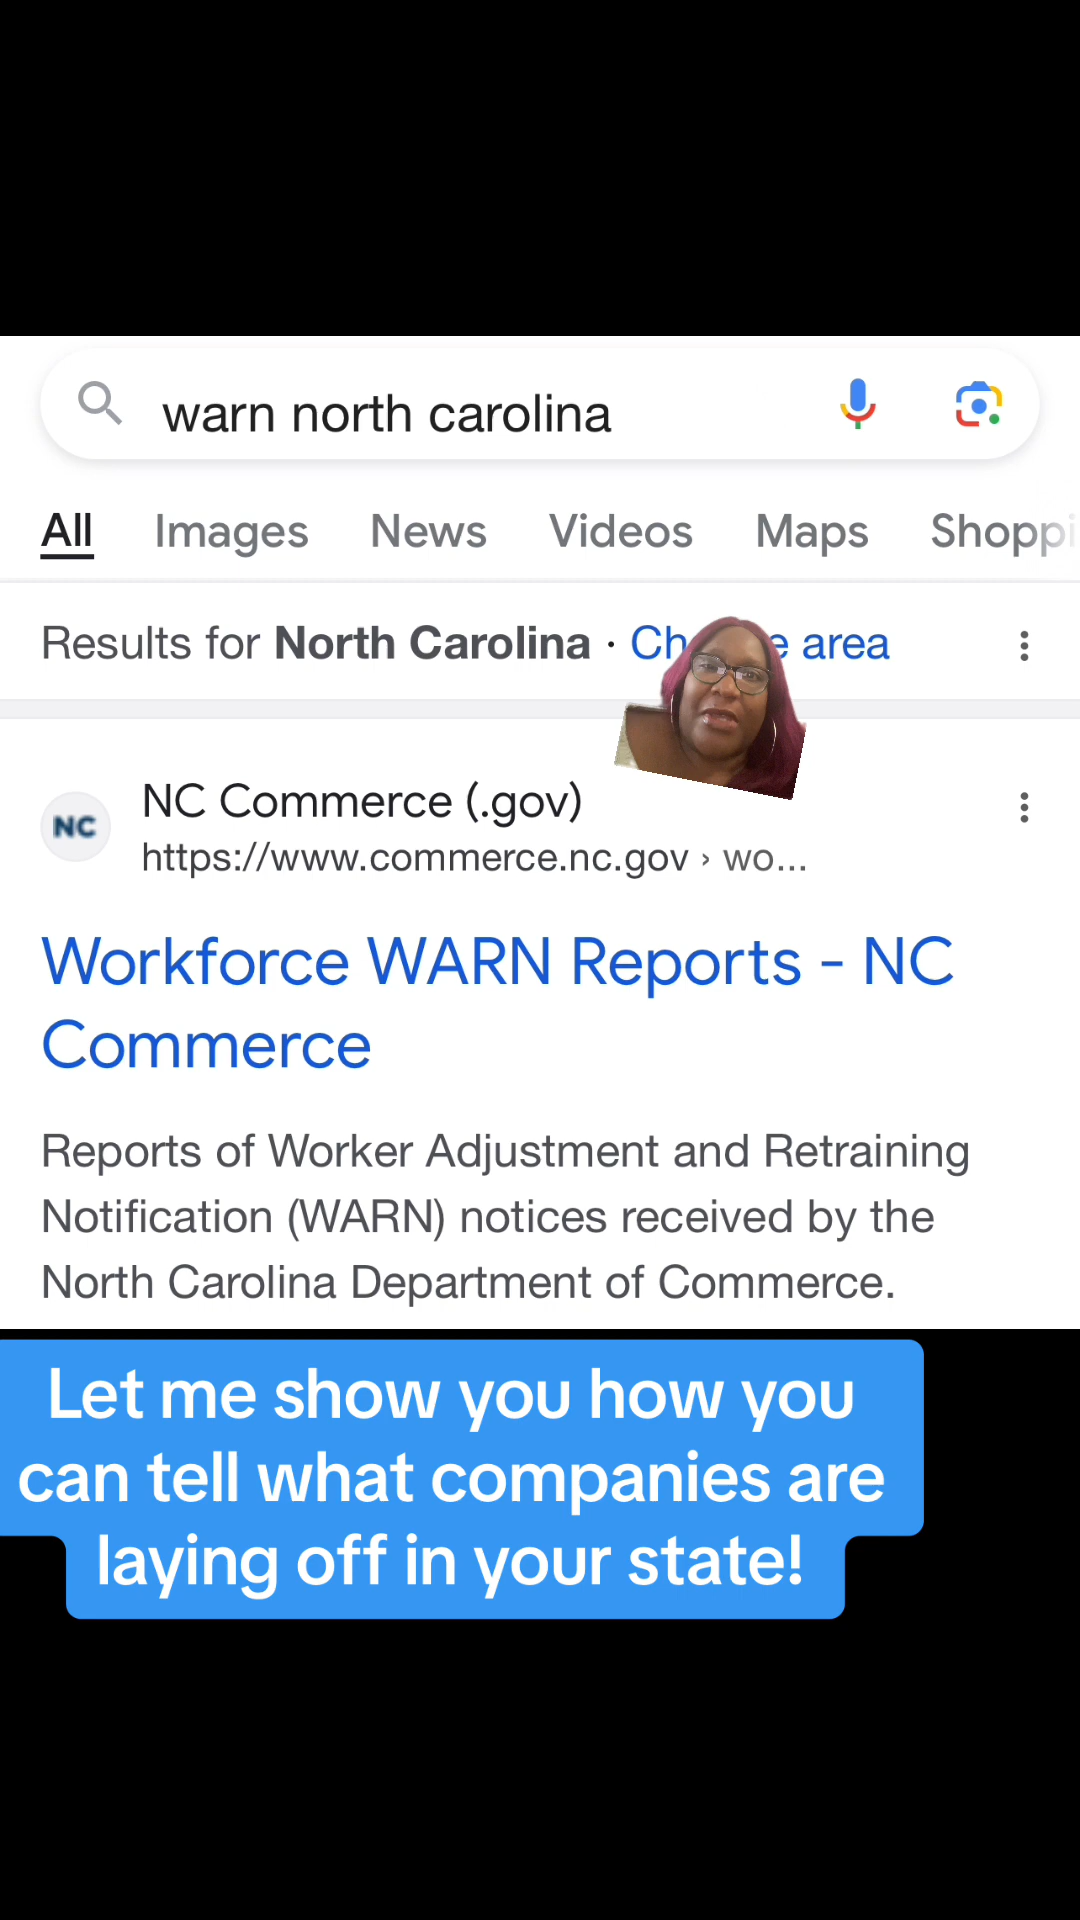 warn north carolina
All Images News Videos Maps Shoppi
Results for North Carolina · area
NC Commerce (.gov)
NC
https://www.commerce.nc.gov › wo...
Workforce WARN Reports - NC
Commerce
Reports of Worker Adjustment and Retraining
Notification (WARN) notices received by the
North Carolina Department of Commerce.
Let me show you how you
can tell what companies are
laying off in your state!